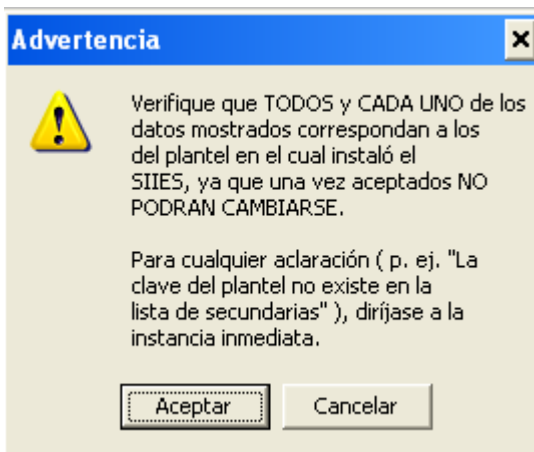 Advertencia
Verifique que TODOS y CADA UNO de los
datos mostrados correspondan a los
del plantel en el cual instaló el
SIIES, ya que una vez aceptados NO
PODRAN CAMBIARSE.
Para cualquier aclaración ( p. ej. "La
clave del plantel no existe en la
lista de secundarias" ), diríjase a la
instancia inmediata.
Aceptar Cancelar